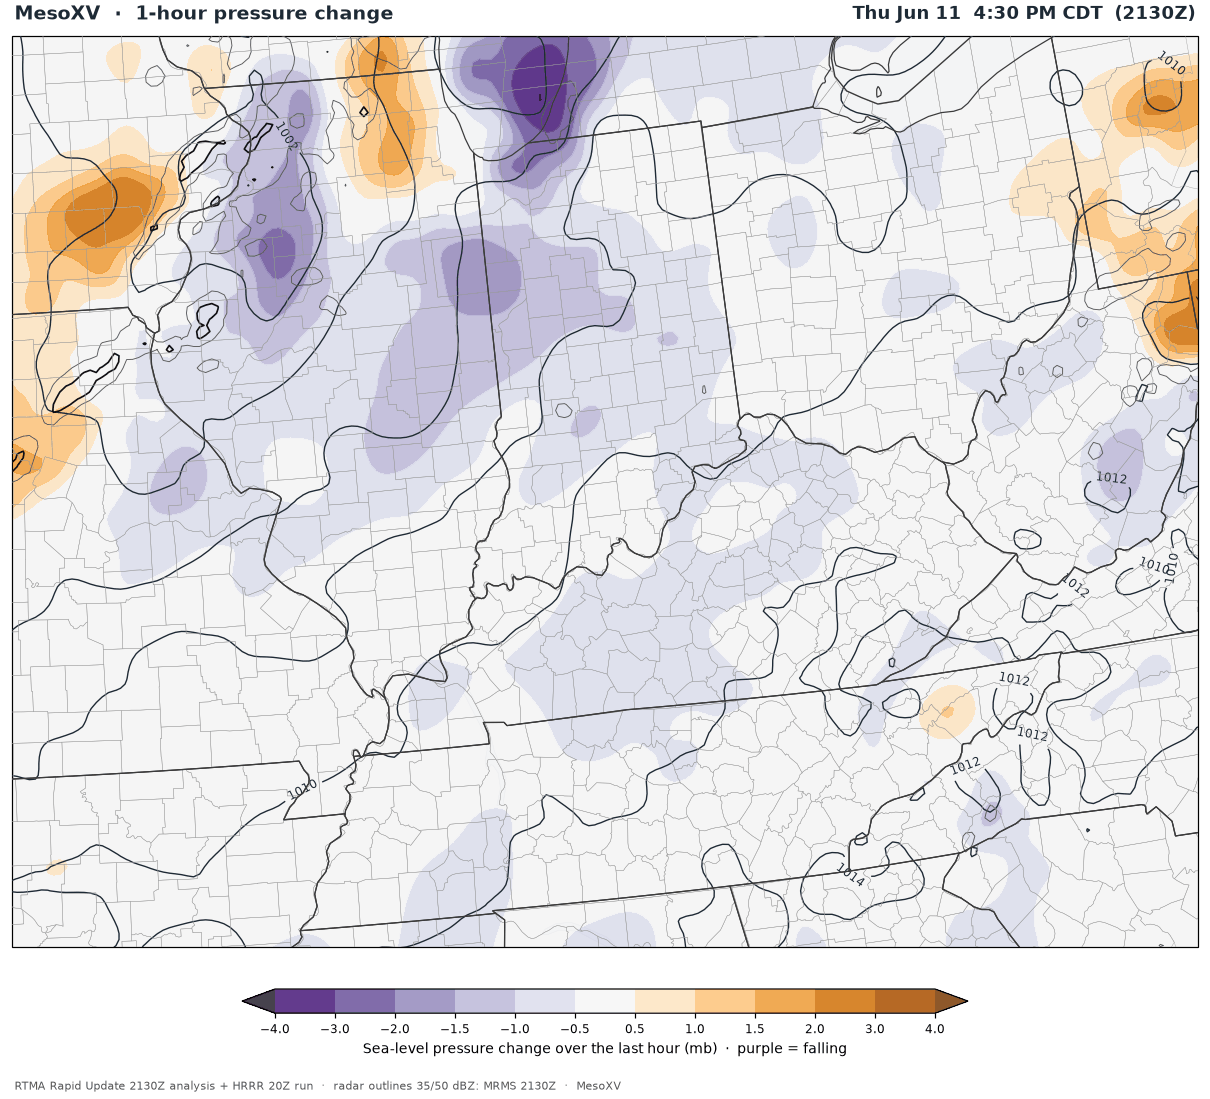 MesoXV · 1-hour pressure change
Thu Jun 11 4:30 PM CDT (2130Z)
1010
1002
1012
1010
1010
1012
1012
1012
1012
1010
1014
−4.0 −3.0 −2.0 −1.5 −1.0 −0.5 0.5 1.0 1.5 2.0 3.0 4.0
Sea-level pressure change over the last hour (mb) · purple = falling
RTMA Rapid Update 2130Z analysis + HRRR 20Z run · radar outlines 35/50 dBZ: MRMS 2130Z · MesoXV